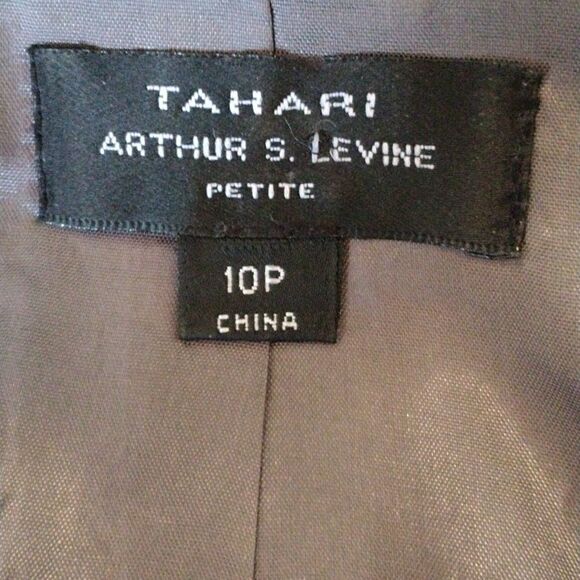 TAHARI
ARTHUR S. LEVINE
PETITE
10P
CHINA